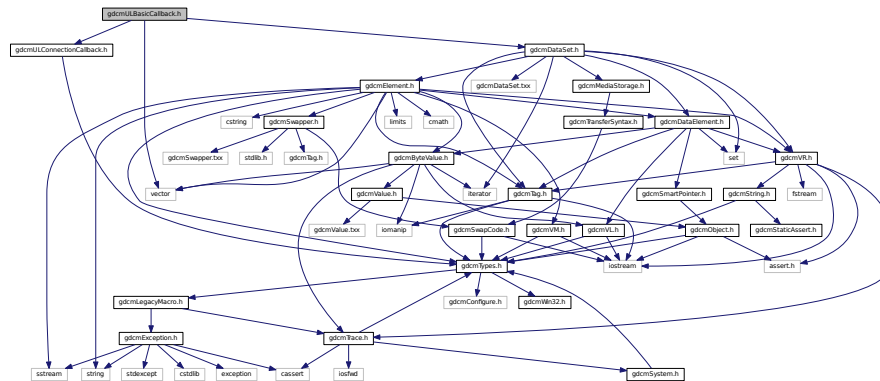 gdcmULBasicCallback.h
gdcmULConnectionCallback.h
gdcmDataSet.h
gdcmElement.h
gdcmDataSet.txx
gdcmMediaStorage.h
cstring
gdcmSwapper.h
limits
cmath
gdcmTransferSyntax.h
gdcmDataElement.h
gdcmSwapper.txx
stdlib.h
gdcmTag.h
gdcmByteValue.h
set
gdcmVR.h
vector
gdcmValue.h
iterator
gdcmTag.h
gdcmSmartPointer.h
gdcmString.h
fstream
gdcmValue.txx
iomanip
gdcmSwapCode.h
gdcmVM.h
gdcmVL.h
gdcmObject.h
gdcmStaticAssert.h
gdcmTypes.h
iostream
assert.h
gdcmLegacyMacro.h
gdcmConfigure.h
gdcmWin32.h
gdcmException.h
gdcmTrace.h
sstream
string
stdexcept
cstdlib
exception
cassert
iosfwd
gdcmSystem.h